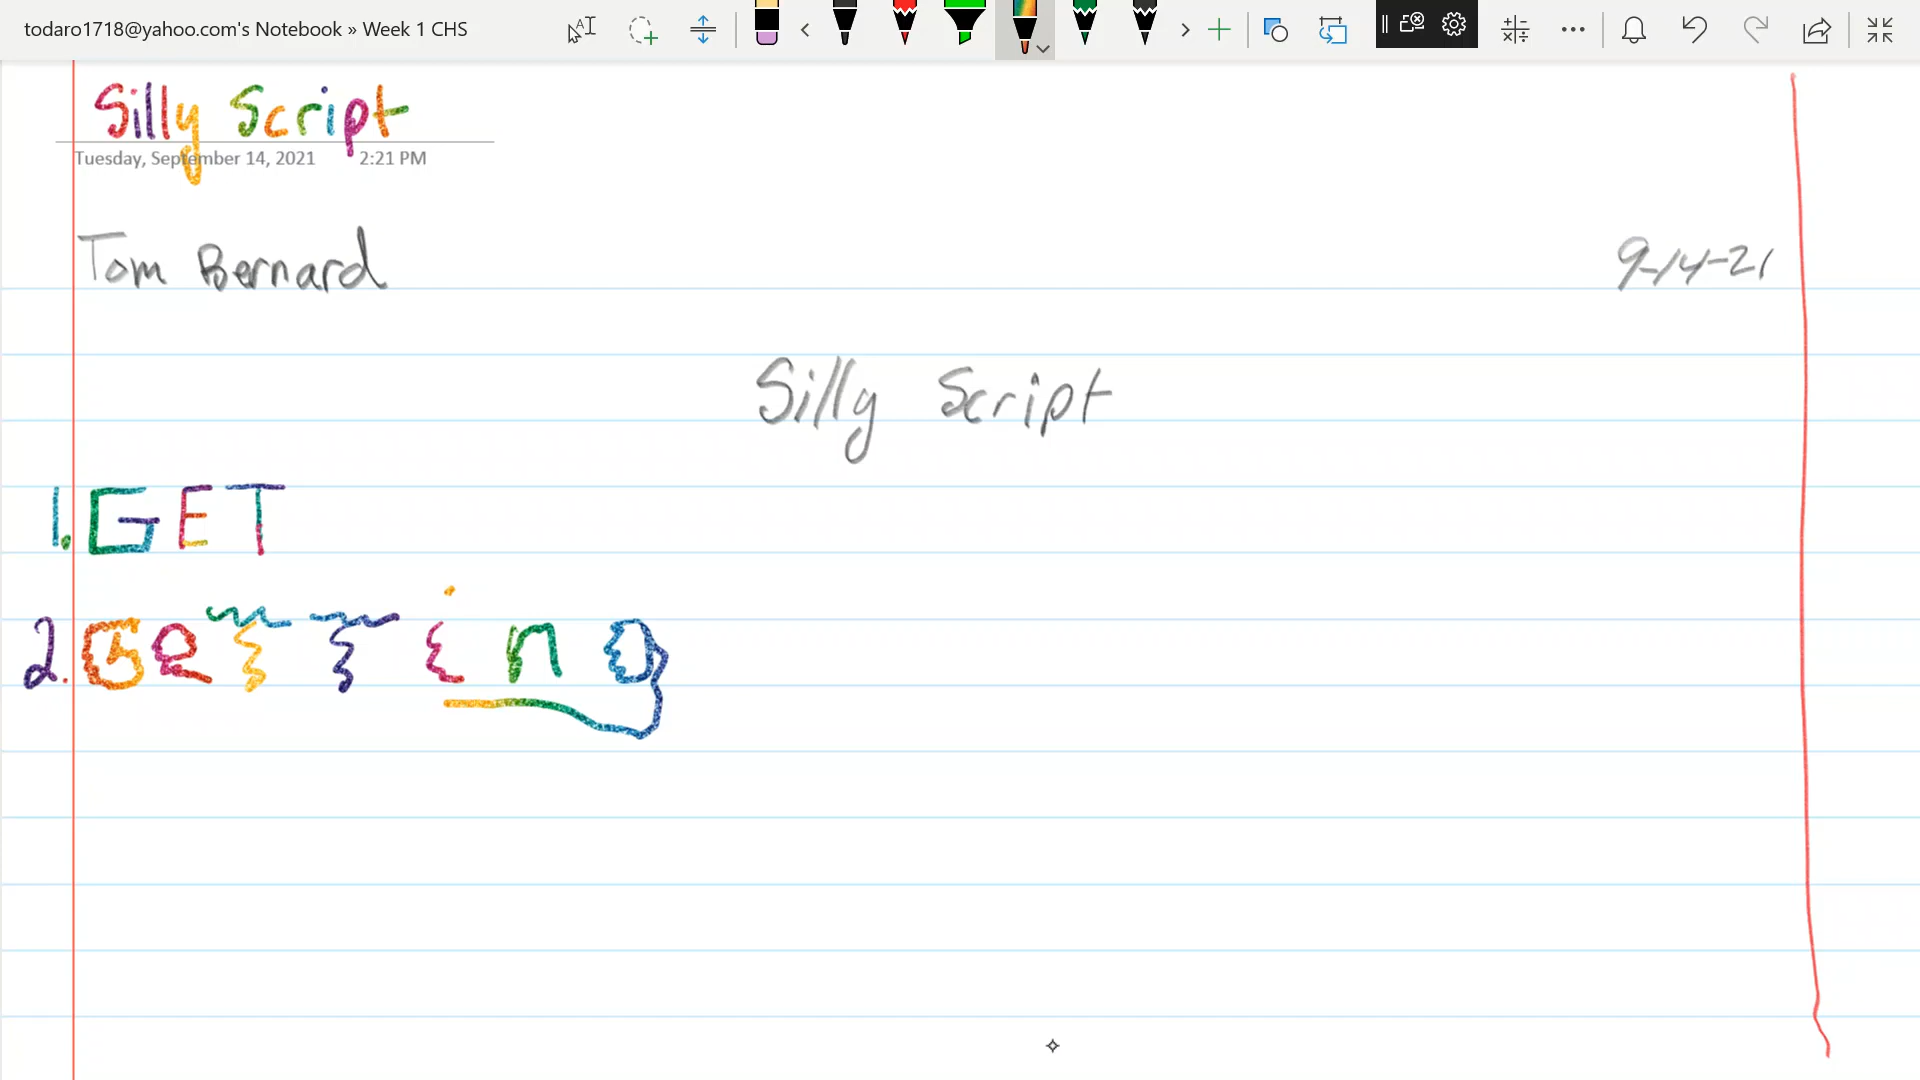 todaro1718@yahoo.com's Notebook » Week 1 CHS
Silly Script
Tuesday, September 14, 2021 2:21 PM
Tom Bernard 9-14-21
Silly Script
1. GET
2. Getting